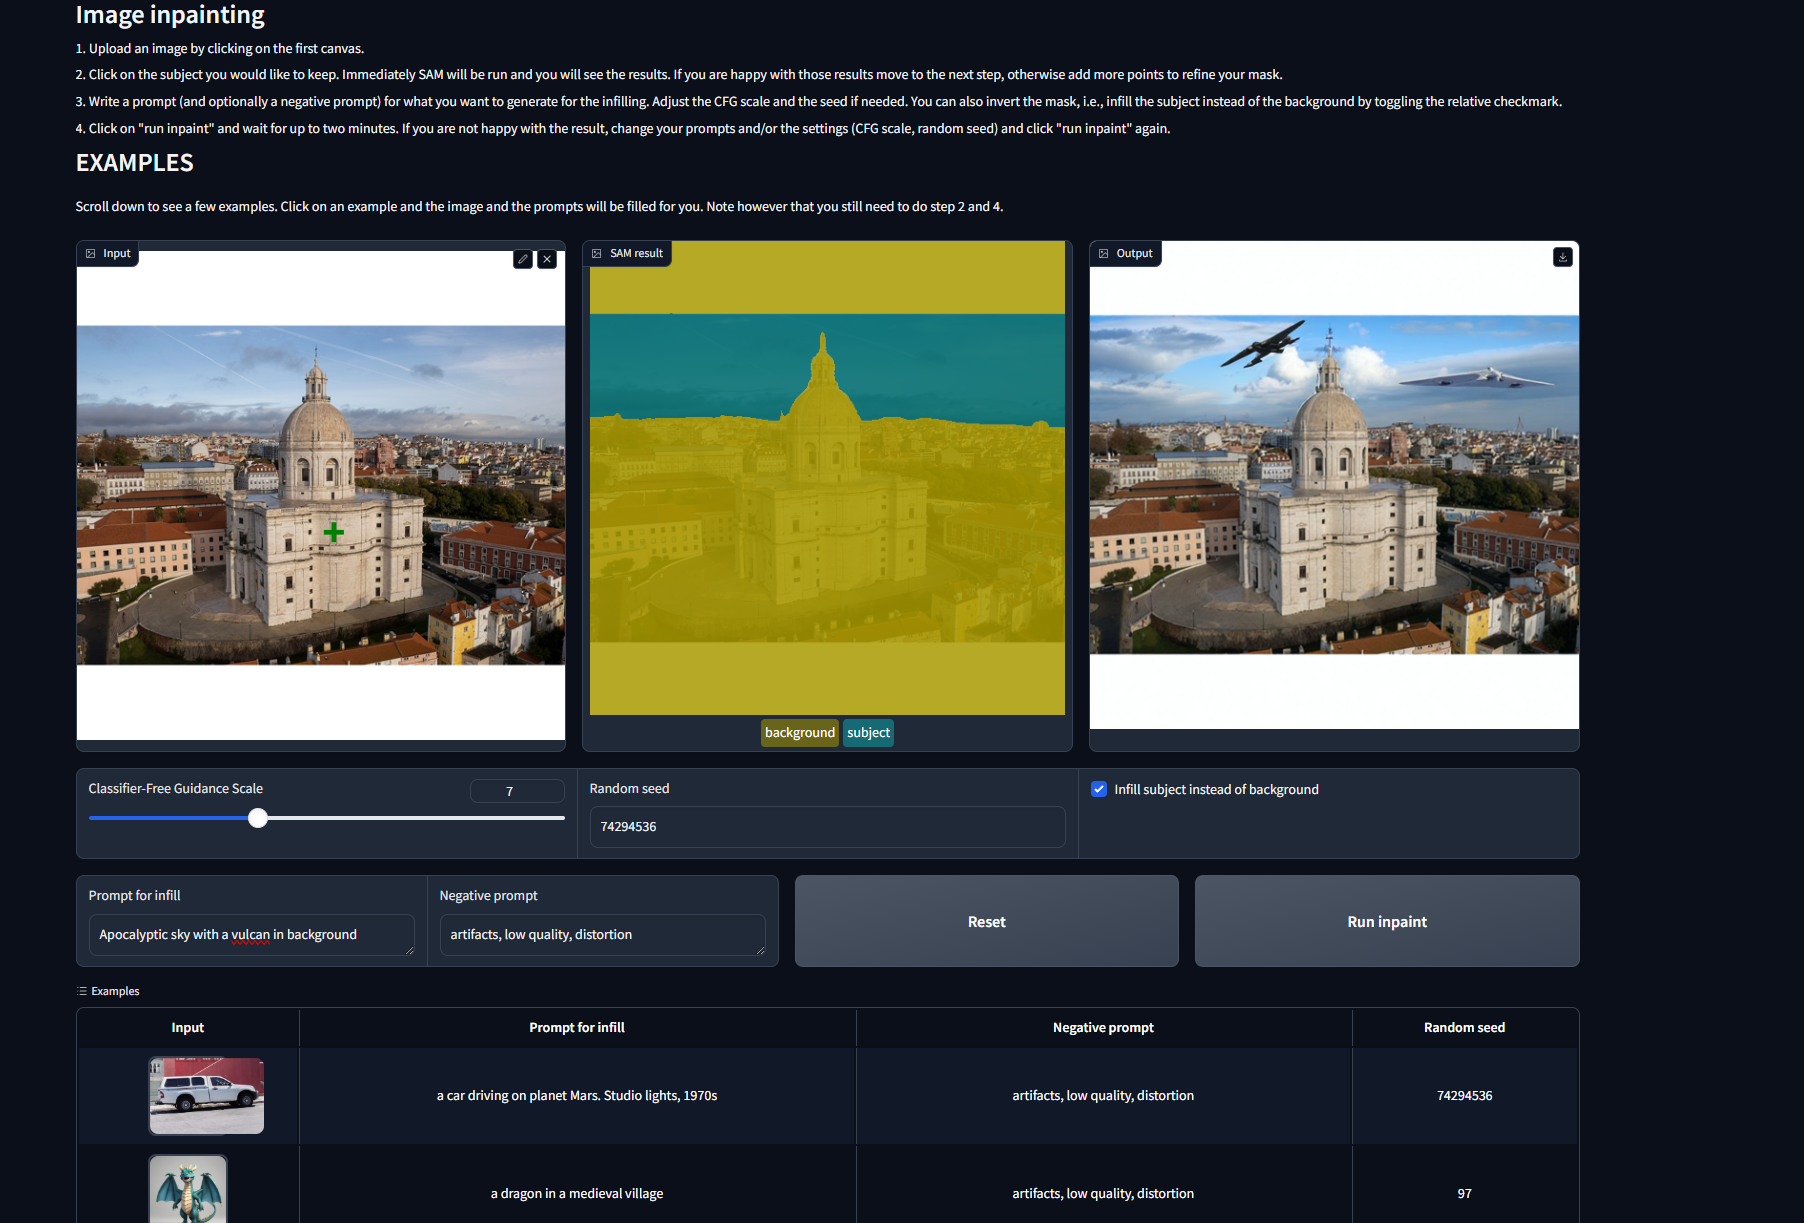 Image inpainting
1. Upload an image by clicking on the first canvas.
2. Click on the subject you would like to keep. Immediately SAM will be run and you will see the results. If you are happy with those results move to the next step, otherwise add more points to refine your mask.
3. Write a prompt (and optionally a negative prompt) for what you want to generate for the infilling. Adjust the CFG scale and the seed if needed. You can also invert the mask, i.e., infill the subject instead of the background by toggling the relative checkmark.
4. Click on "run inpaint" and wait for up to two minutes. If you are not happy with the result, change your prompts and/or the settings (CFG scale, random seed) and click "run inpaint" again.
EXAMPLES
Scroll down to see a few examples. Click on an example and the image and the prompts will be filled for you. Note however that you still need to do step 2 and 4.
Input
SAM result
Output
background subject
Classifier-Free Guidance Scale
7
Random seed
74294536
Infill subject instead of background
Prompt for infill
Apocalyptic sky with a vulcan in background
Negative prompt
artifacts, low quality, distortion
Reset
Run inpaint
Examples
Input Prompt for infill Negative prompt Random seed
a car driving on planet Mars. Studio lights, 1970s artifacts, low quality, distortion 74294536
a dragon in a medieval village artifacts, low quality, distortion 97